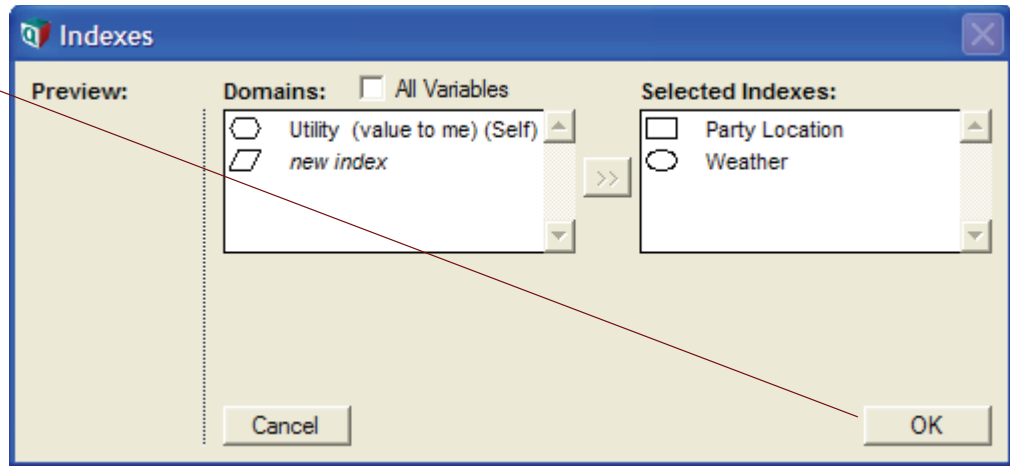 Indexes
Preview:
Domains:
All Variables
Selected Indexes:
Utility (value to me) (Self)
new index
>>
Party Location
Weather
Cancel
OK